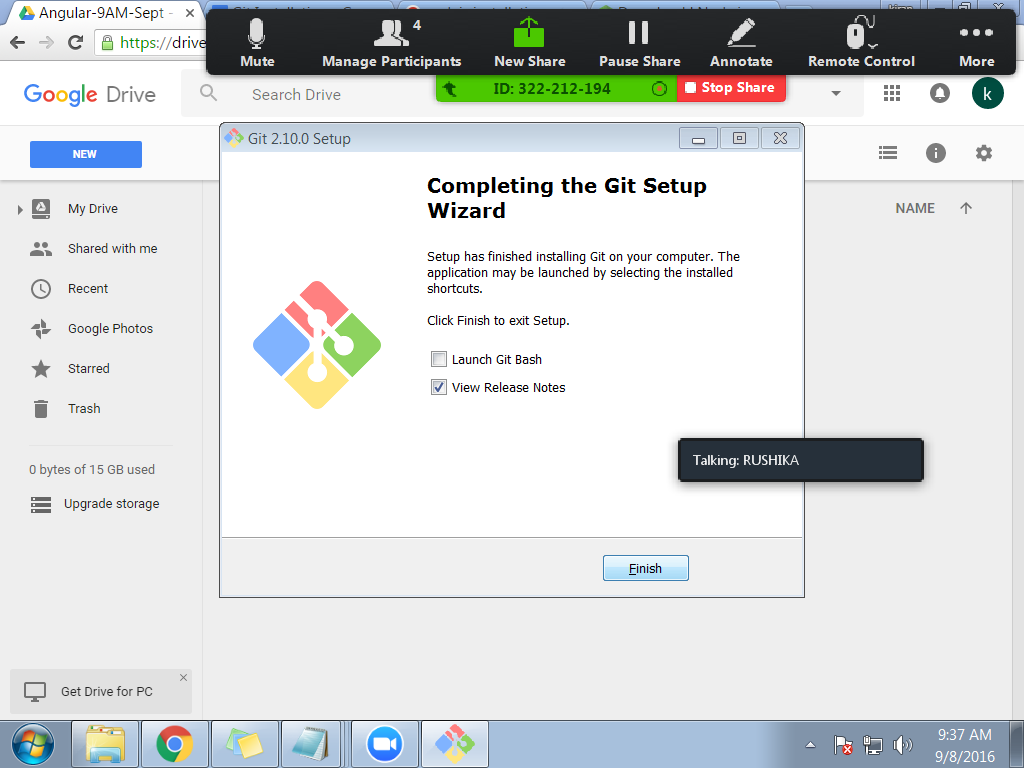 Angular-9AM-Sept -
https://drive
Mute
Manage Participants
4
New Share
Pause Share
Annotate
Remote Control
More
ID: 322-212-194
Stop Share
Google Drive
Search Drive
k
NEW
My Drive
Shared with me
Recent
Google Photos
Starred
Trash
0 bytes of 15 GB used
Upgrade storage
Get Drive for PC
NAME
Git 2.10.0 Setup
Completing the Git Setup
Wizard
Setup has finished installing Git on your computer. The
application may be launched by selecting the installed
shortcuts.
Click Finish to exit Setup.
Launch Git Bash
View Release Notes
Talking: RUSHIKA
Finish
9:37 AM
9/8/2016